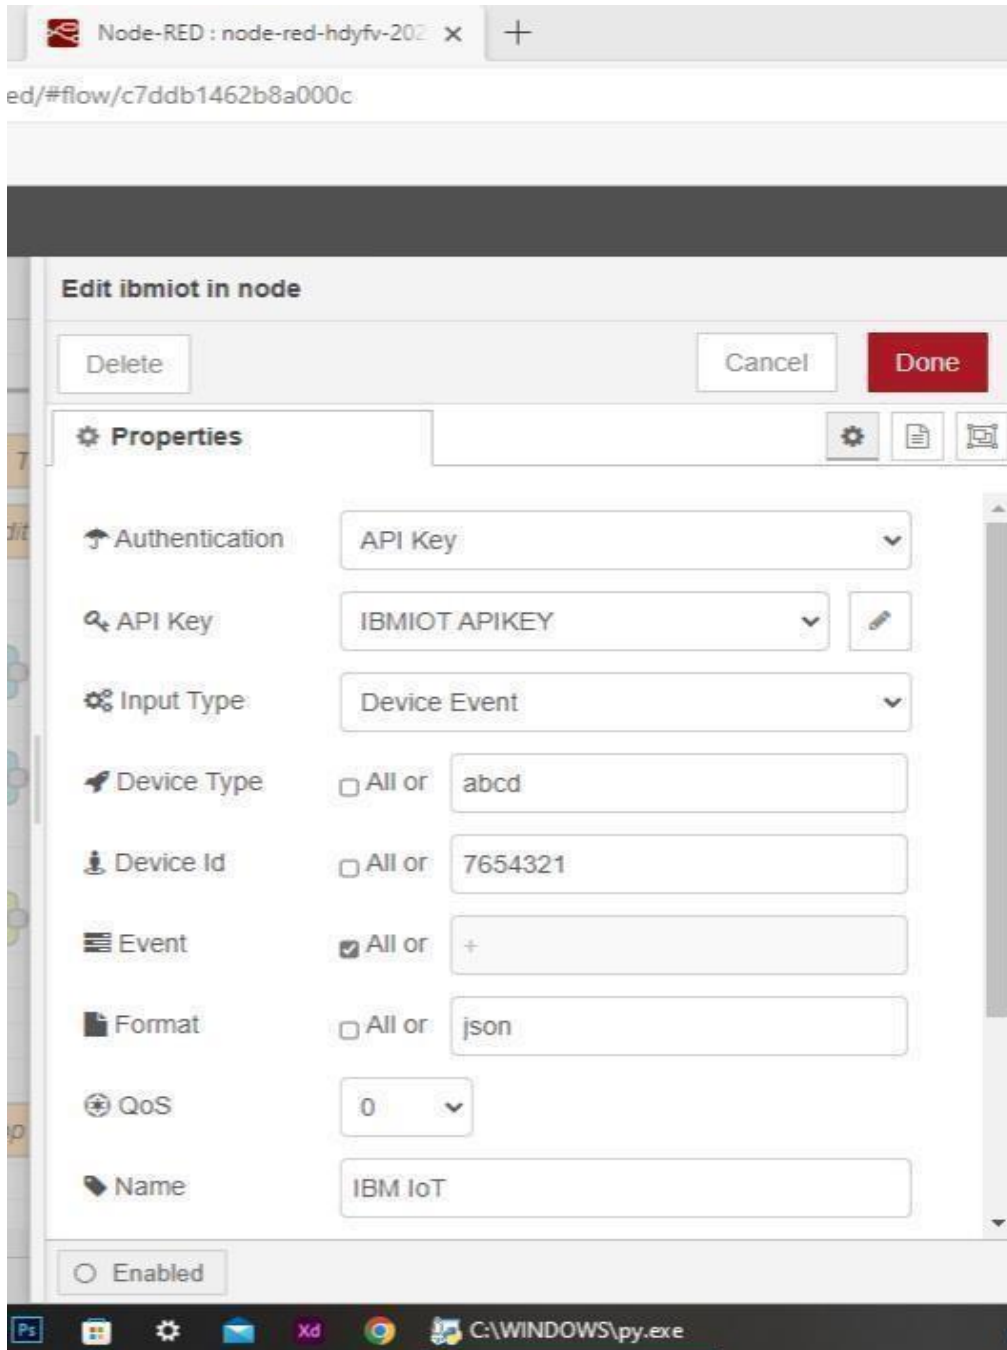 Node-RED : node-red-hdyfv-202
ed/#flow/c7ddb1462b8a000c
Edit ibmiot in node
Delete Cancel Done
Properties
Authentication API Key
API Key IBMIOT APIKEY
Input Type Device Event
Device Type All or abcd
Device Id All or 7654321
Event All or +
Format All or json
QoS 0
Name IBM IoT
Enabled
Ps Xd C:\WINDOWS\py.exe